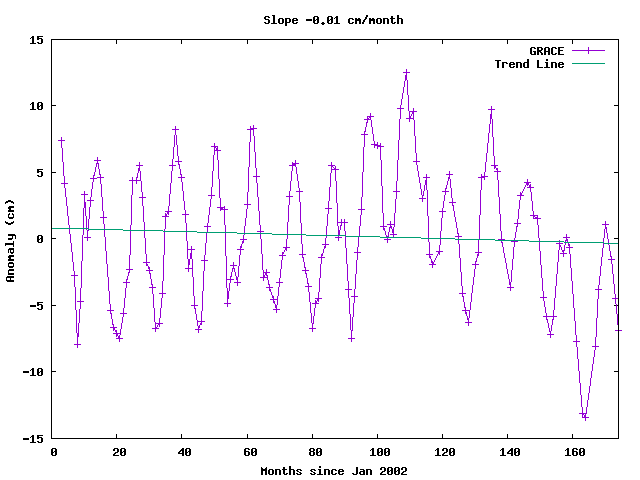 Slope -0.01 cm/month
GRACE
Trend Line
15
10
5
0
-5
-10
-15
Anomaly (cm)
0 20 40 60 80 100 120 140 160
Months since Jan 2002